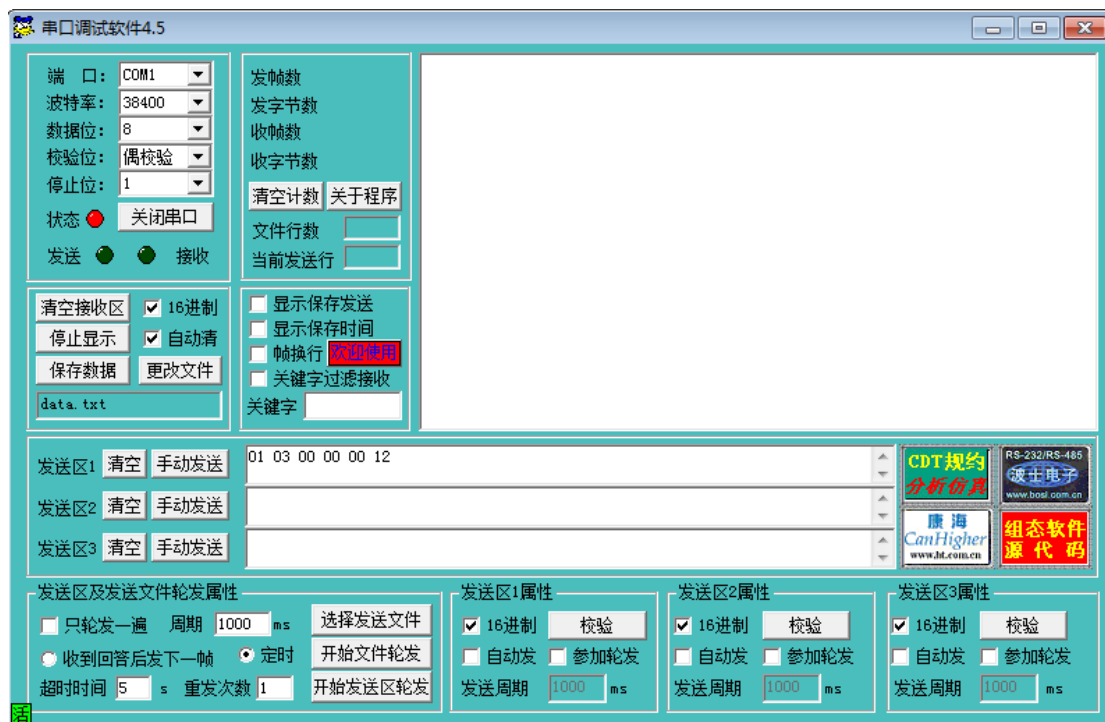 串口调试软件4.5
端 口: COM1
波特率: 38400
数据位: 8
校验位: 偶校验
停止位: 1
状态 关闭串口
发送 接收
发帧数
发字节数
收帧数
收字节数
清空计数 关于程序
文件行数
当前发送行
清空接收区 16进制
停止显示 自动清
保存数据 更改文件
data.txt
显示保存发送
显示保存时间
帧换行 欢迎使用
关键字过滤接收
关键字
发送区1 清空 手动发送 01 03 00 00 00 12
发送区2 清空 手动发送
发送区3 清空 手动发送
CDT规约
分析仿真
RS-232/RS-485
波士电子
www.bosi.com.cn
康海
CanHigher
www.ht.com.cn
组态软件
源代码
发送区及发送文件轮发属性
只轮发一遍 周期 1000 ms 选择发送文件
收到回答后发下一帧 定时 开始文件轮发
超时时间 5 s 重发次数 1 开始发送区轮发
发送区1属性
16进制 校验
自动发 参加轮发
发送周期 1000 ms
发送区2属性
16进制 校验
自动发 参加轮发
发送周期 1000 ms
发送区3属性
16进制 校验
自动发 参加轮发
发送周期 1000 ms
活